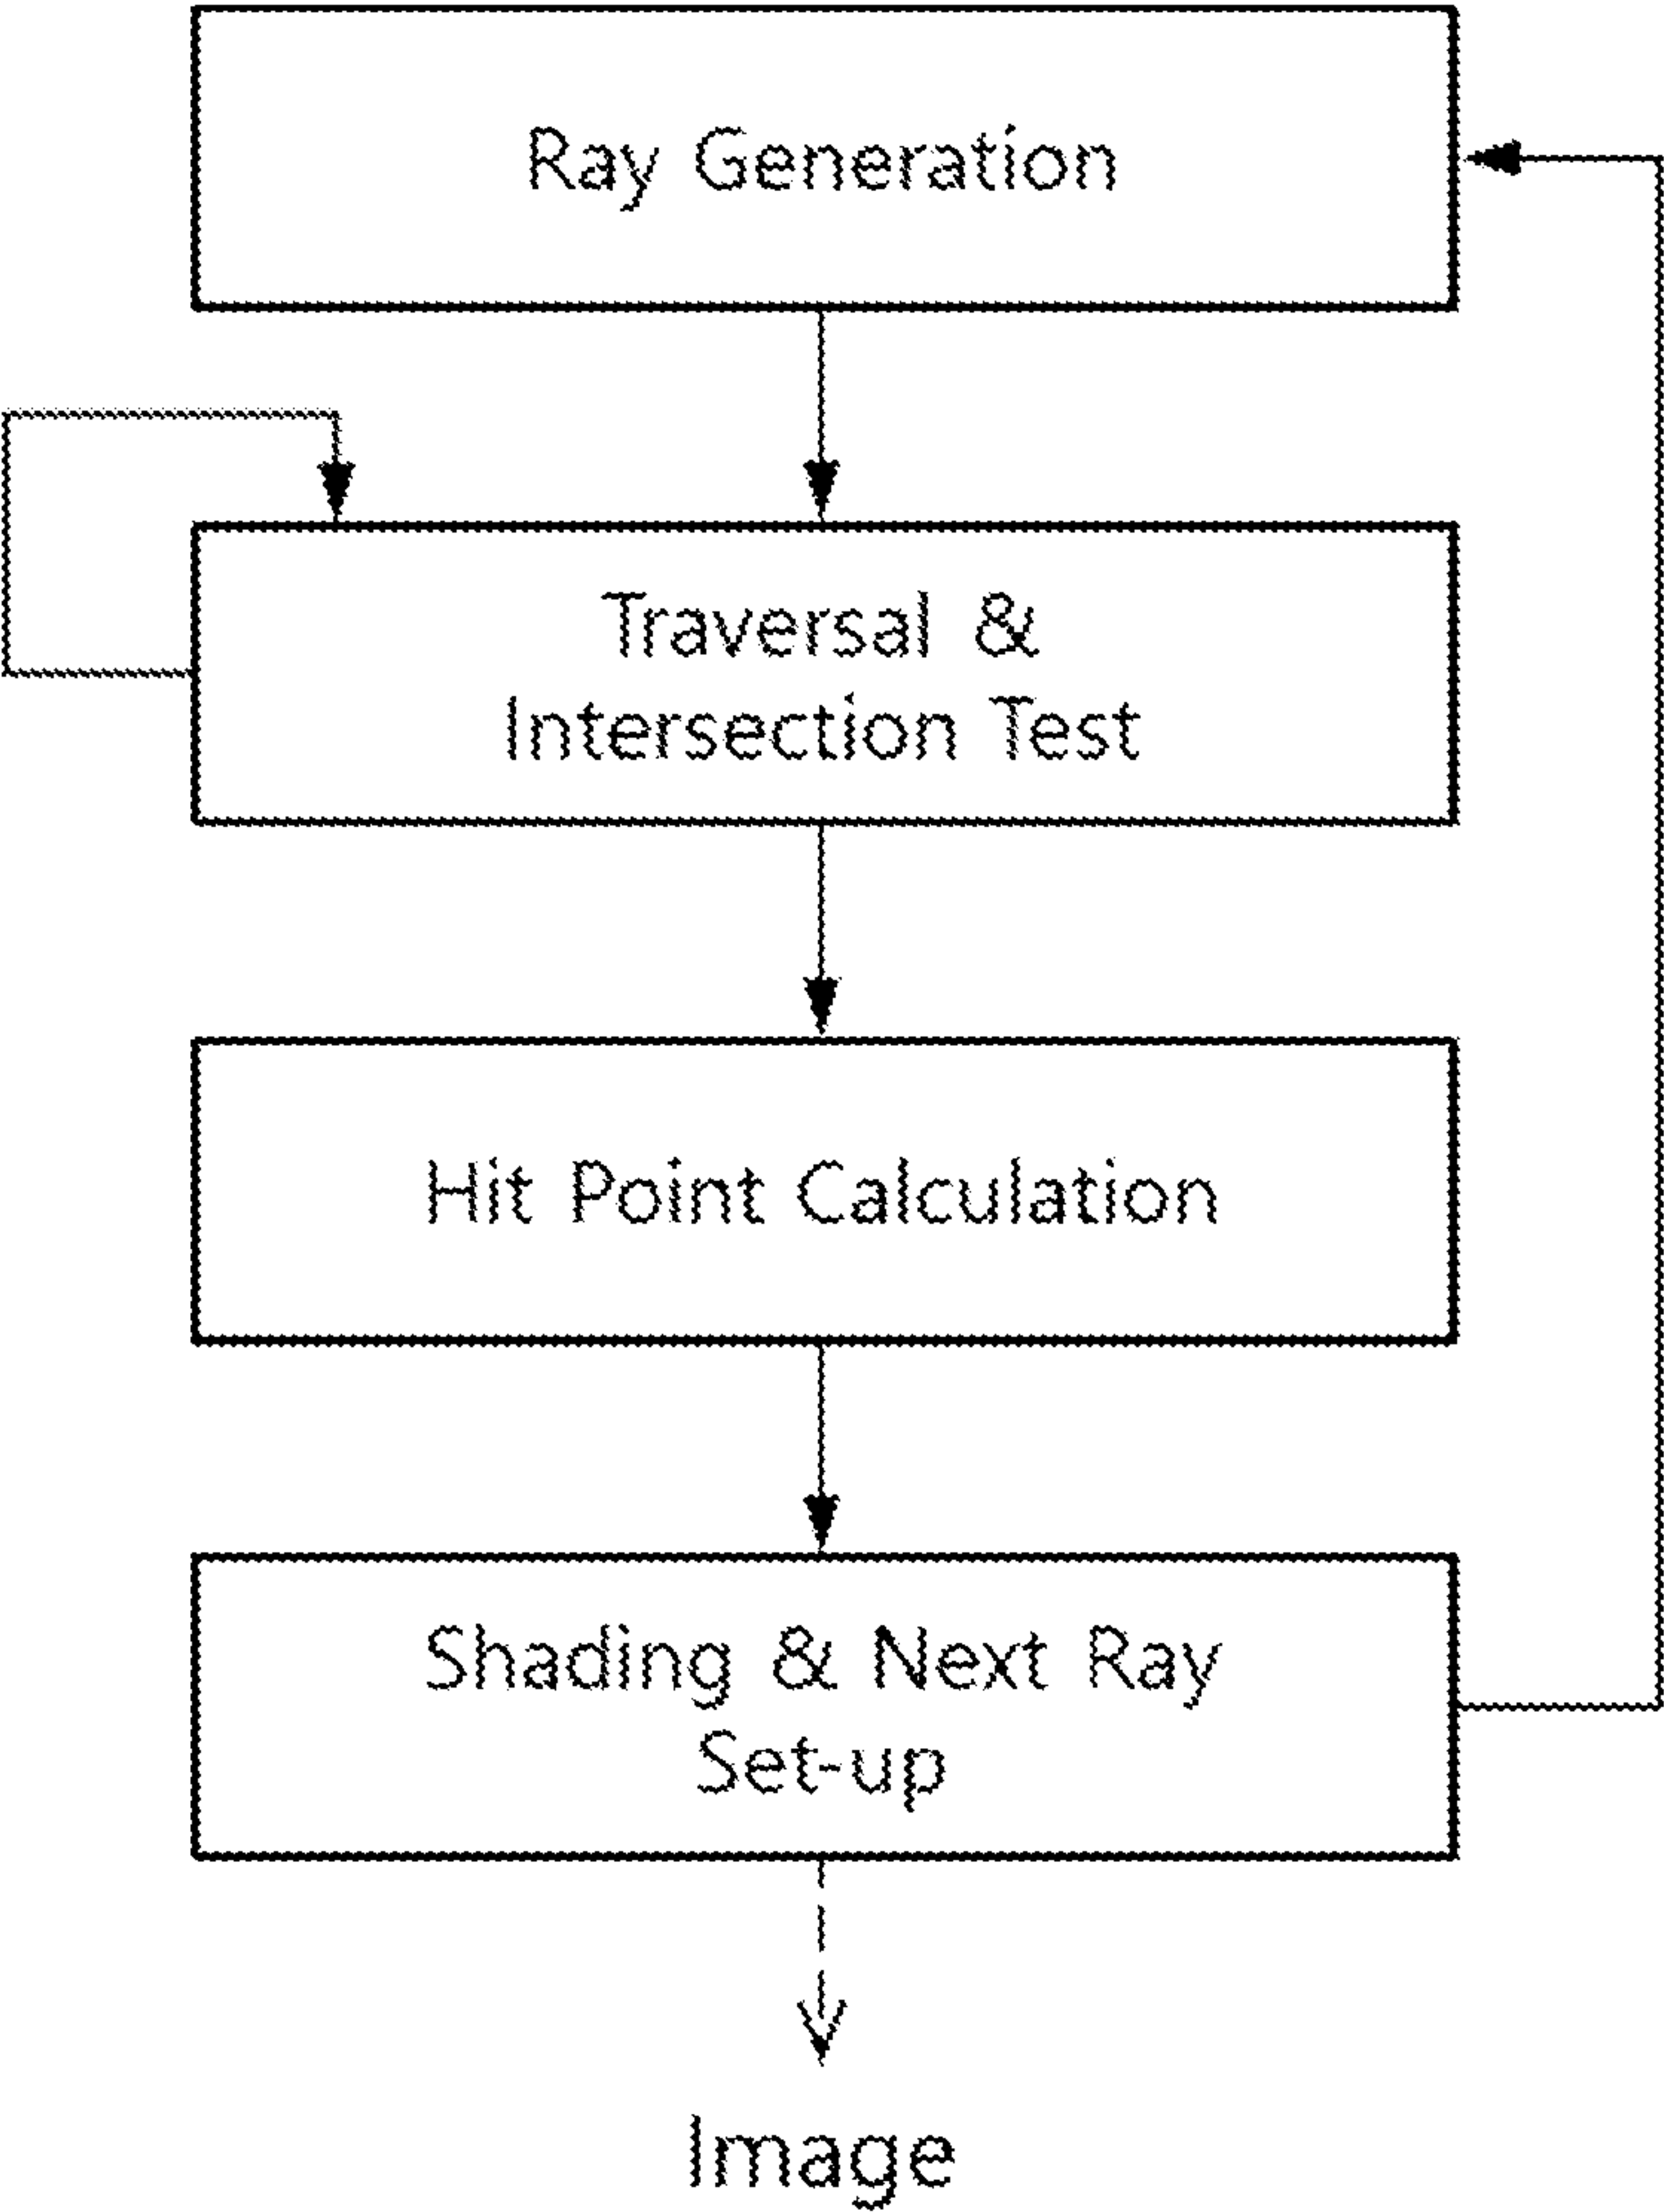 Ray Generation
Traversal &
Intersection Test
Hit Point Calculation
Shading & Next Ray
Set-up
Image